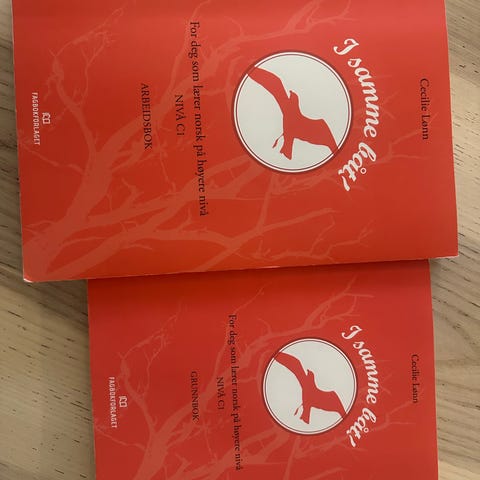 Cecilie Lønn
I samme båt!
For deg som lærer norsk på høyere nivå
NIVÅ C1
ARBEIDSBOK
FAGBOKFORLAGET
Cecilie Lønn
I samme båt!
For deg som lærer norsk på høyere nivå
NIVÅ C1
GRUNNBOK
FAGBOKFORLAGET